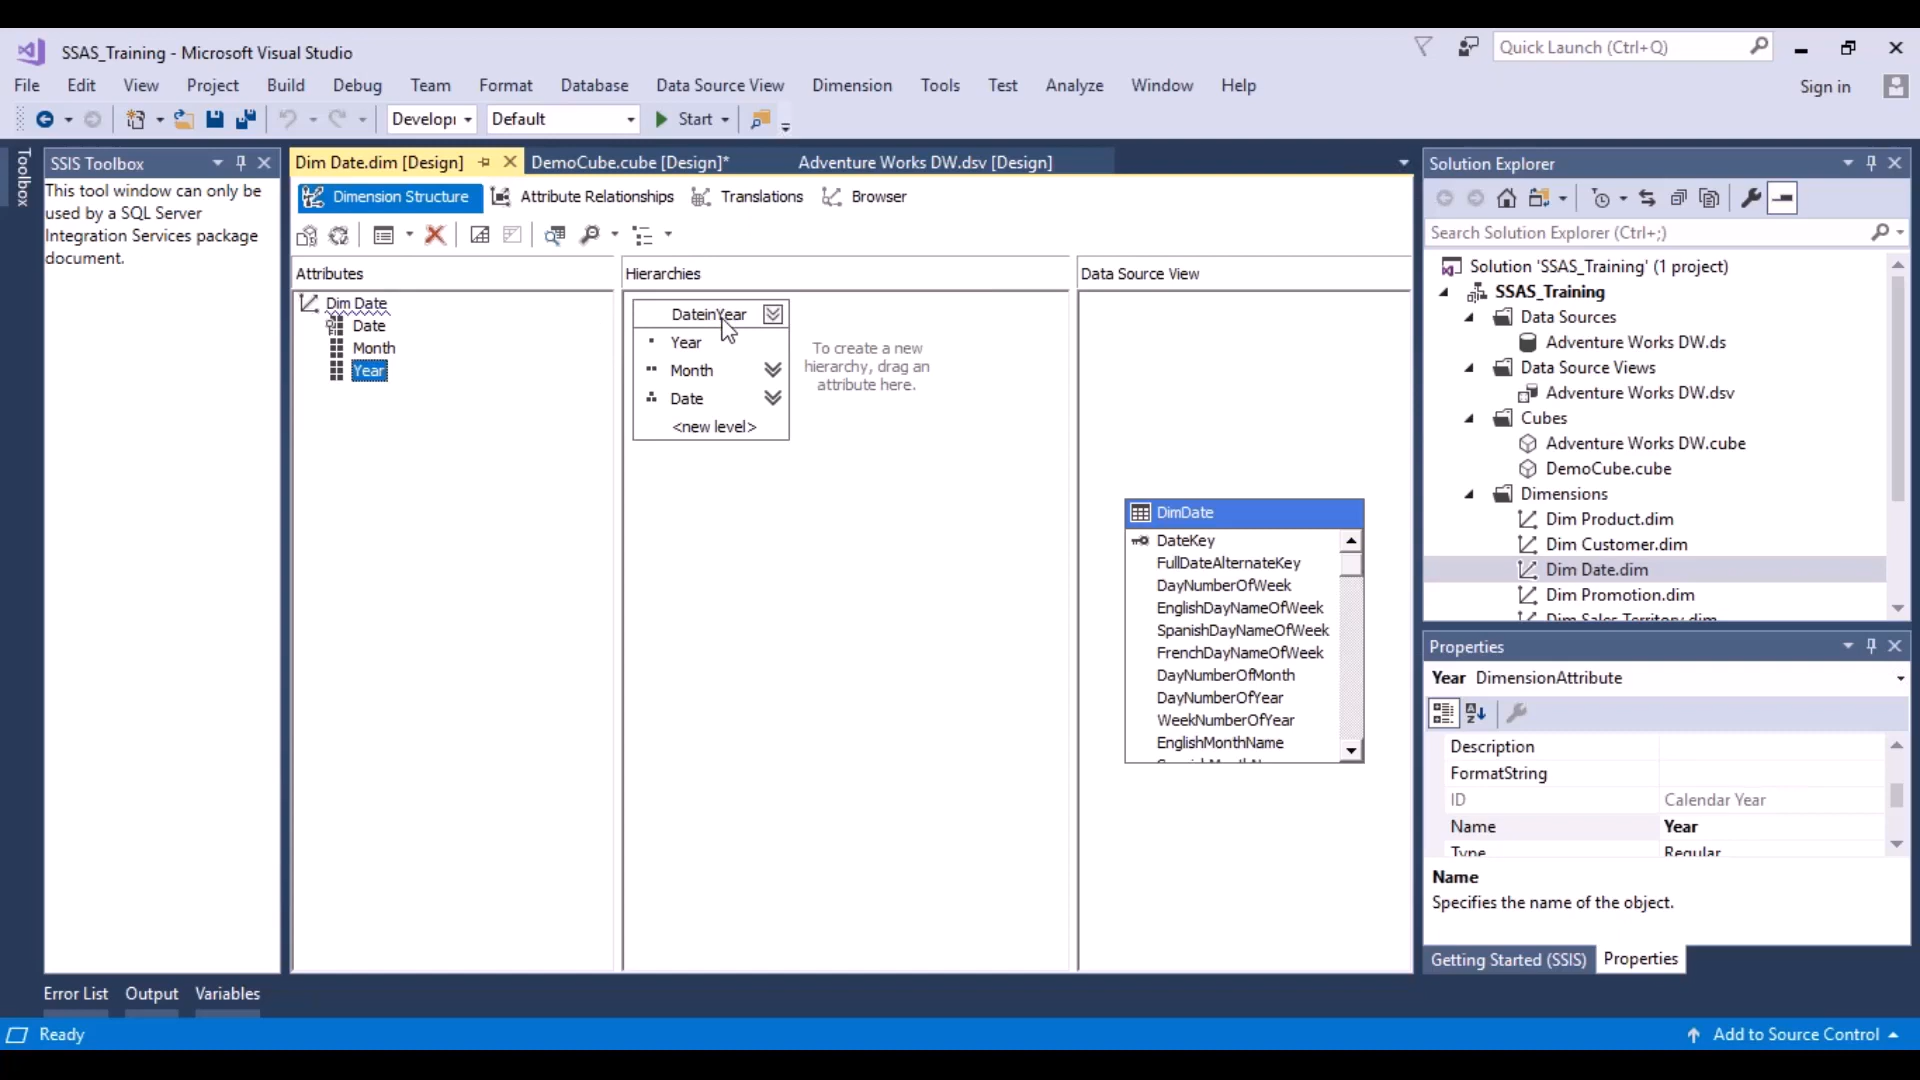 SSAS_Training - Microsoft Visual Studio
Quick Launch (Ctrl+Q)
File Edit View Project Build Debug Team Format Database Data Source View Dimension Tools Test Analyze Window Help
Sign in
Default
Start
Toolbox
SSIS Toolbox
This tool window can only be
used by a SQL Server
Integration Services package
document.
Dim Date.dim [Design]
DemoCube.cube [Design]*
Adventure Works DW.dsv [Design]
Dimension Structure
Attribute Relationships
Translations
Browser
Attributes
Dim Date
Date
Month
Year
Hierarchies
DateinYear
Year
Month
Date
<new level>
To create a new
hierarchy, drag an
attribute here.
Data Source View
DimDate
DateKey
FullDateAlternateKey
DayNumberOfWeek
EnglishDayNameOfWeek
SpanishDayNameOfWeek
FrenchDayNameOfWeek
DayNumberOfMonth
DayNumberOfYear
WeekNumberOfYear
EnglishMonthName
Solution Explorer
Search Solution Explorer (Ctrl+;)
Solution 'SSAS_Training' (1 project)
SSAS_Training
Data Sources
Adventure Works DW.ds
Data Source Views
Adventure Works DW.dsv
Cubes
Adventure Works DW.cube
DemoCube.cube
Dimensions
Dim Product.dim
Dim Customer.dim
Dim Date.dim
Dim Promotion.dim
Dim Sales Territory.dim
Properties
Year DimensionAttribute
Description
FormatString
ID Calendar Year
Name Year
Type Regular
Name
Specifies the name of the object.
Getting Started (SSIS)
Properties
Error List Output Variables
Ready
Add to Source Control